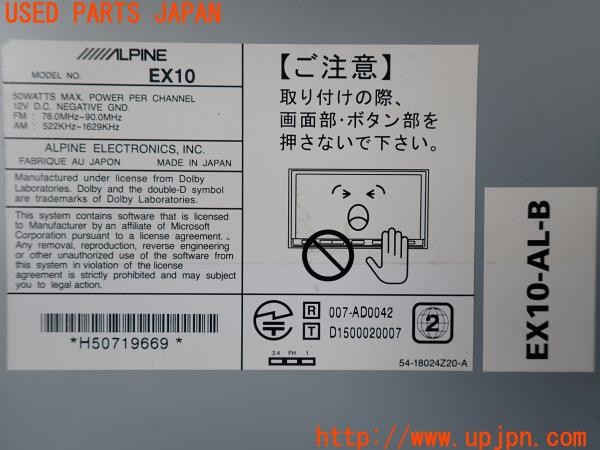 USED PARTS JAPAN
ALPINE
MODEL NO. EX10
50WATTS MAX. POWER PER CHANNEL
12V D.C. NEGATIVE GND.
FM : 76.0MHz-90.0MHz
AM : 522KHz-1629KHz
ALPINE ELECTRONICS, INC.
FABRIQUE AU JAPON MADE IN JAPAN
Manufactured under license from Dolby
Laboratories. Dolby and the double-D symbol
are trademarks of Dolby Laboratories.
This system contains software that is licensed
to Manufacturer by an affiliate of Microsoft
Corporation pursuant to a license agreement.
Any removal, reproduction, reverse engineering
or other unauthorized use of the software from
this system in violation of the license
agreement is strictly prohibited and may subject
you to legal action.
*H50719669*
【ご注意】
取り付けの際、
画面部・ボタン部を
押さないで下さい。
R 007-AD0042
T D1500020007
2
2.4 FH 1
54-18024Z20-A
EX10-AL-B
USED PARTS JAPAN
http://www.upjpn.com